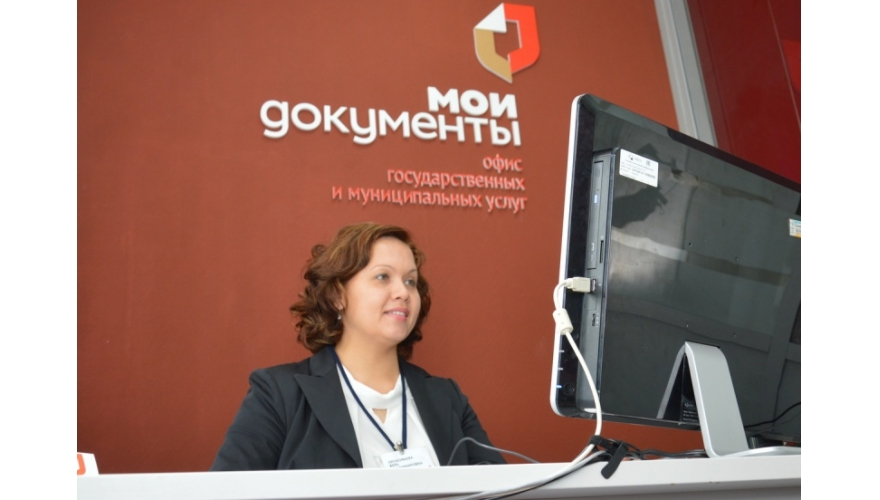 мои
документы
офис
государственных
и муниципальных услуг